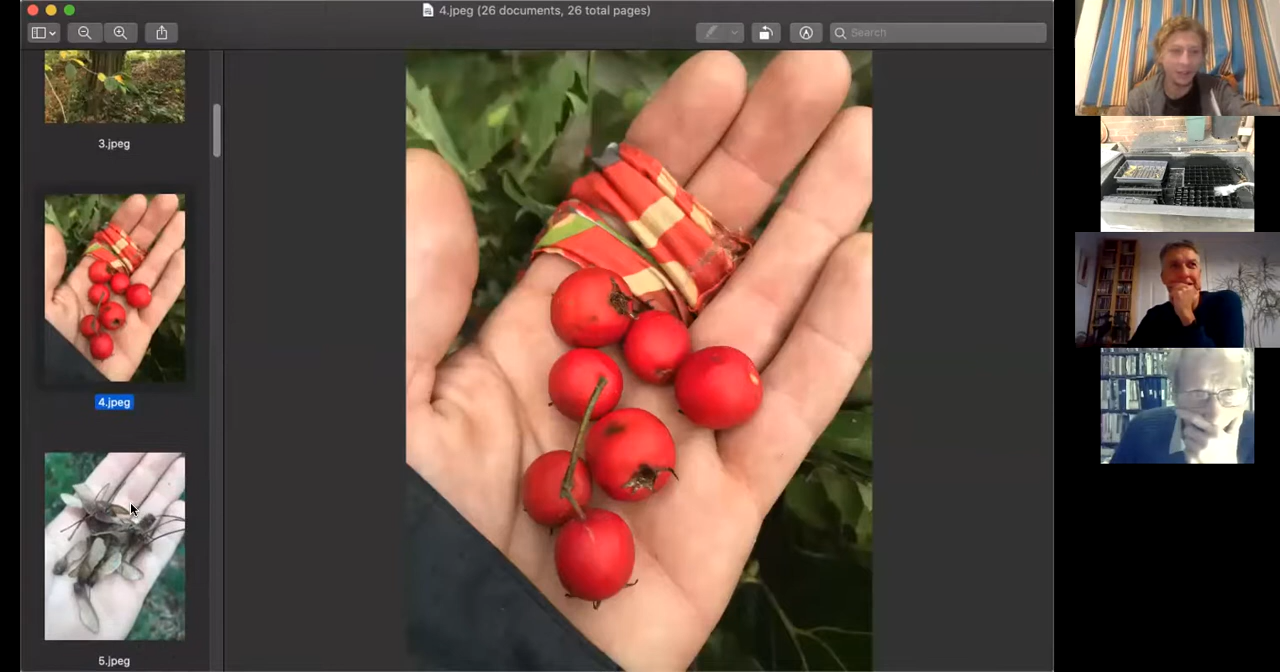 4.jpeg (26 documents, 26 total pages)
Search
3.jpeg
4.jpeg
5.jpeg